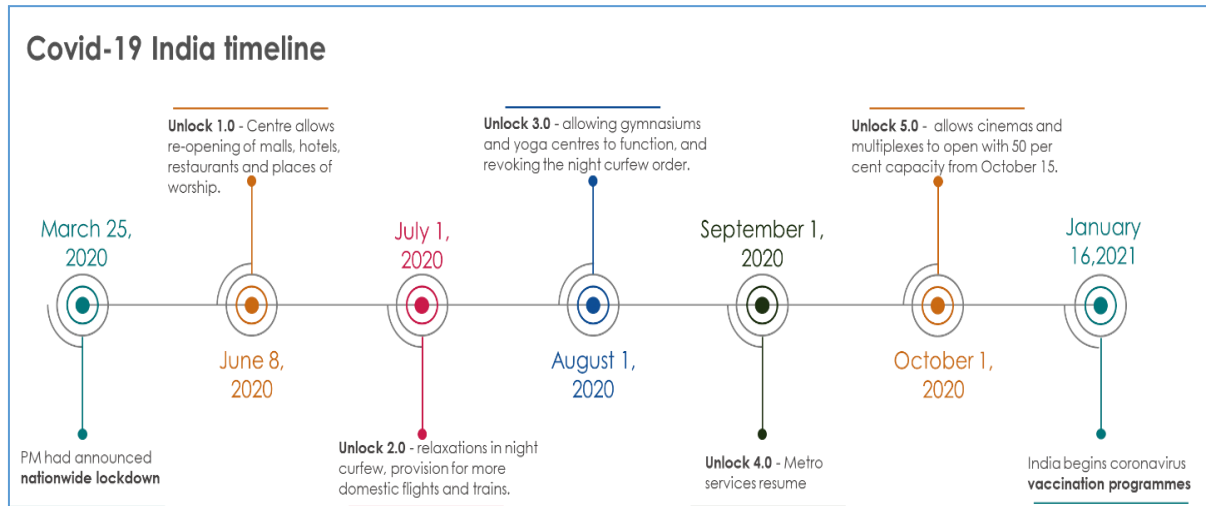 Covid-19 India timeline
Unlock 1.0 - Centre allows
re-opening of malls, hotels,
restaurants and places of
worship.
Unlock 3.0 - allowing gymnasiums
and yoga centres to function, and
revoking the night curfew order.
Unlock 5.0 - allows cinemas and
multiplexes to open with 50 per
cent capacity from October 15.
March 25,
2020
July 1,
2020
September 1,
2020
January
16,2021
June 8,
2020
August 1,
2020
October 1,
2020
PM had announced
nationwide lockdown
Unlock 2.0 - relaxations in night
curfew, provision for more
domestic flights and trains.
Unlock 4.0 - Metro
services resume
India begins coronavirus
vaccination programmes